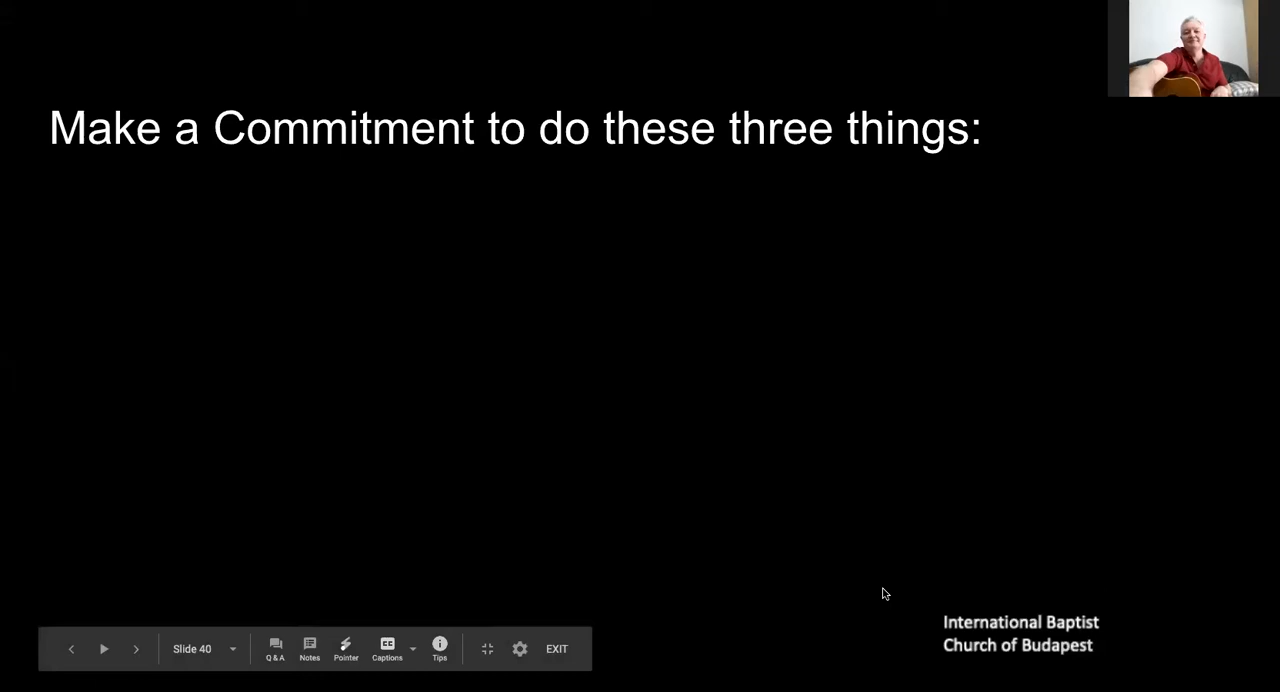 Make a Commitment to do these three things:
International Baptist
Church of Budapest
Slide 40
Q & A
Notes
Pointer
CC
Captions
Tips
EXIT